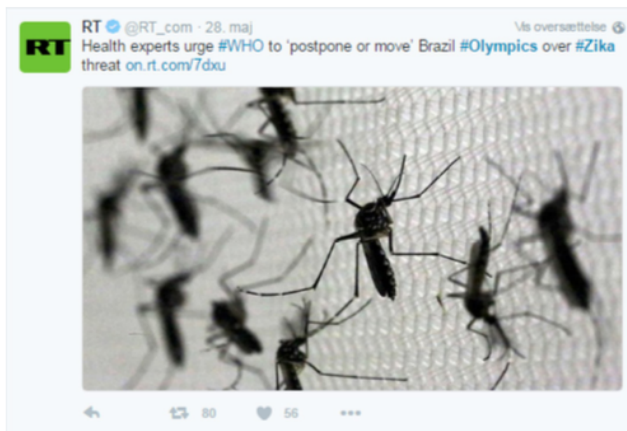 RT @RT_com · 28. maj Vis oversættelse
RT Health experts urge #WHO to 'postpone or move' Brazil #Olympics over #Zika
threat on.rt.com/7dxu
80 56